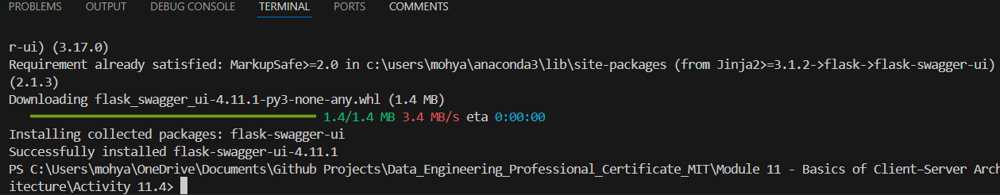 PROBLEMS OUTPUT DEBUG CONSOLE TERMINAL PORTS COMMENTS
r-ui) (3.17.0)
Requirement already satisfied: MarkupSafe>=2.0 in c:\users\mohya\anaconda3\lib\site-packages (from Jinja2>=3.1.2->flask->flask-swagger-ui)
(2.1.3)
Downloading flask_swagger_ui-4.11.1-py3-none-any.whl (1.4 MB)
1.4/1.4 MB 3.4 MB/s eta 0:00:00
Installing collected packages: flask-swagger-ui
Successfully installed flask-swagger-ui-4.11.1
PS C:\Users\mohya\OneDrive\Documents\Github Projects\Data_Engineering_Professional_Certificate_MIT\Module 11 - Basics of Client–Server Arch
itecture\Activity 11.4>